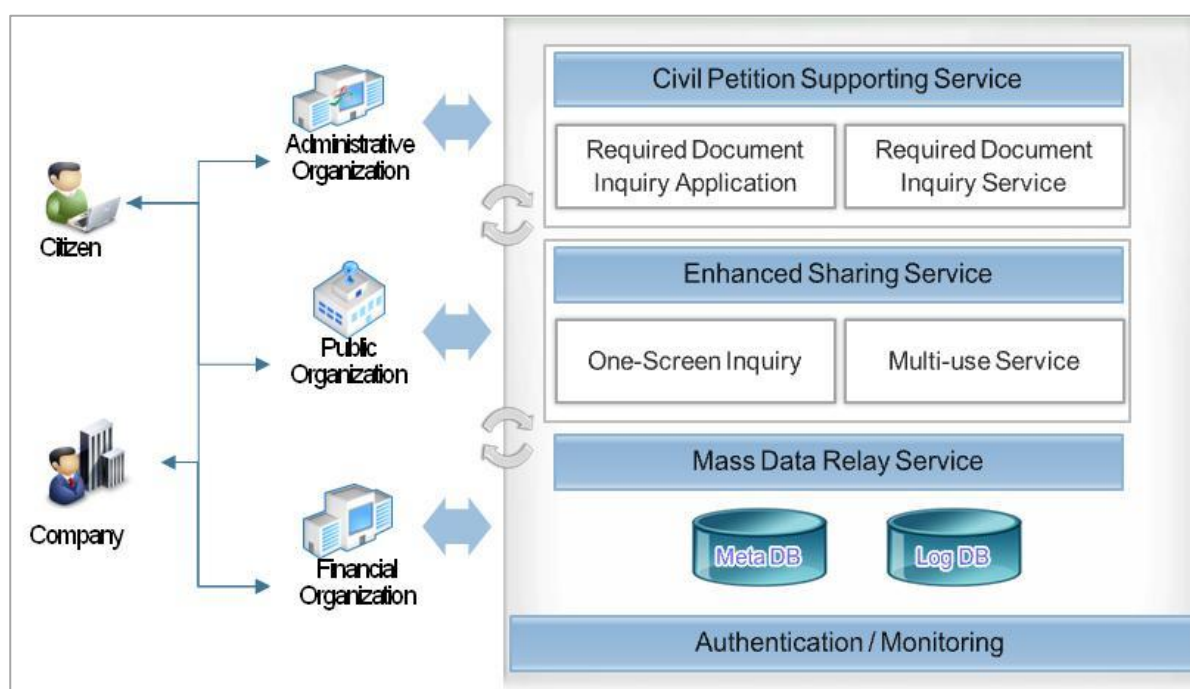 Citizen
Company
Administrative
Organization
Public
Organization
Financial
Organization
Civil Petition Supporting Service
Required Document
Inquiry Application
Required Document
Inquiry Service
Enhanced Sharing Service
One-Screen Inquiry
Multi-use Service
Mass Data Relay Service
Meta DB
Log DB
Authentication / Monitoring